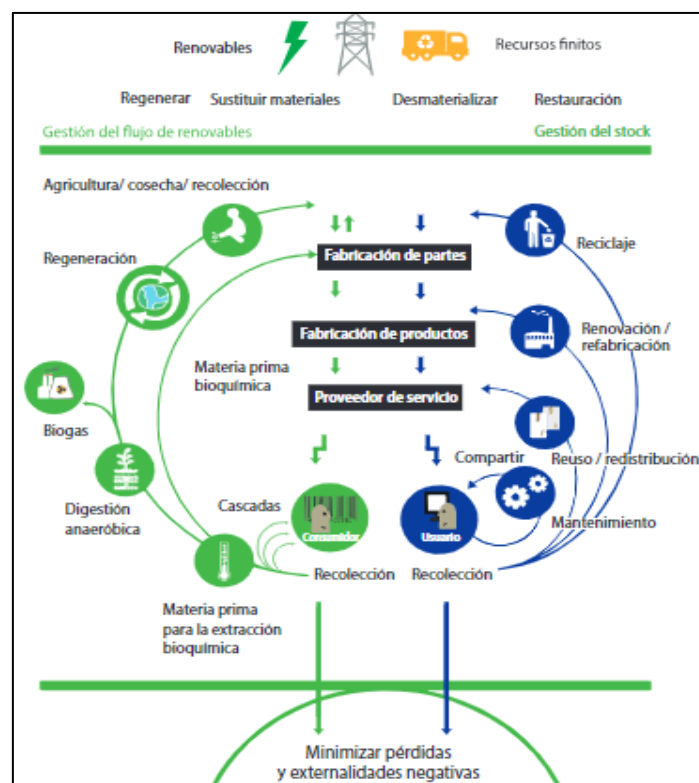 Renovables
Recursos finitos
Regenerar
Sustituir materiales
Desmaterializar
Restauración
Gestión del flujo de renovables
Gestión del stock
Agricultura/ cosecha/ recolección
Regeneración
Reciclaje
Fabricación de partes
Renovación /
refabricación
Fabricación de productos
Materia prima
bioquímica
Proveedor de servicio
Biogas
Compartir
Reuso / redistribución
Digestión
anaeróbica
Cascadas
Consumidor
Usuario
Mantenimiento
Recolección
Recolección
Materia prima
para la extracción
bioquímica
Minimizar pérdidas
y externalidades negativas